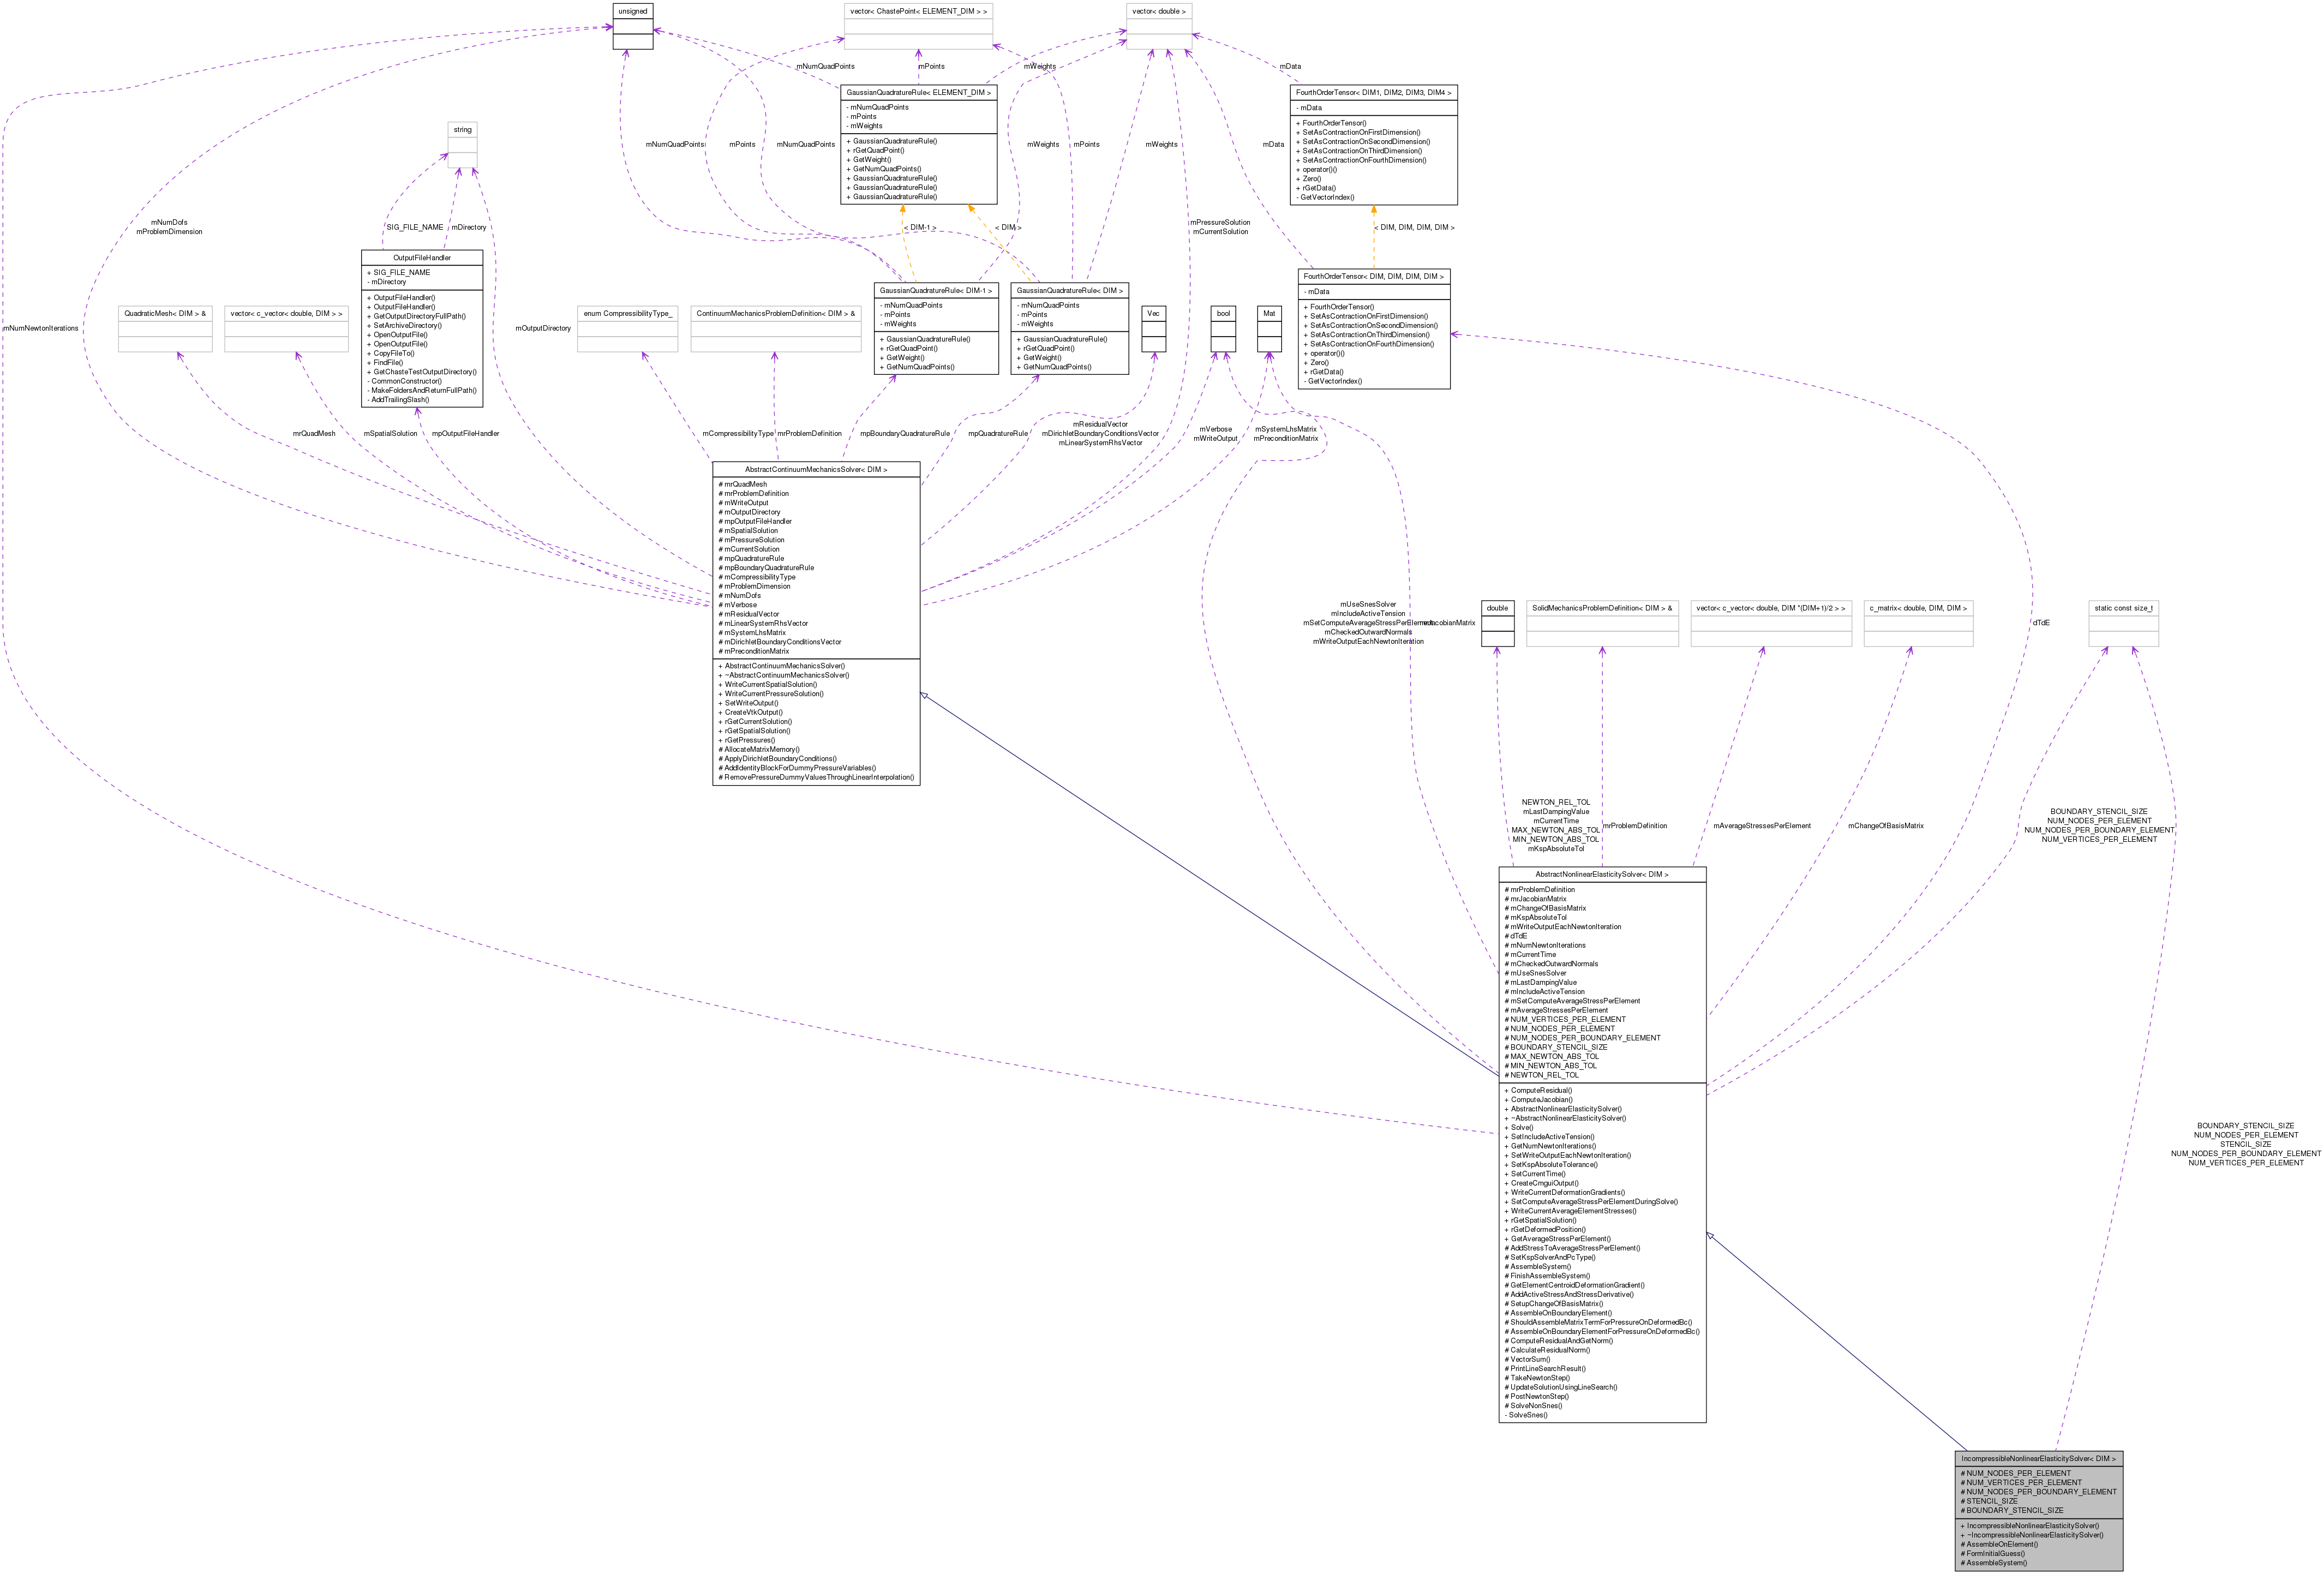 unsigned
vector< ChastePoint< ELEMENT_DIM > >
vector< double >
mNumQuadPoints
mPoints
mWeights
mData
GaussianQuadratureRule< ELEMENT_DIM >
- mNumQuadPoints
- mPoints
- mWeights
+ GaussianQuadratureRule()
+ rGetQuadPoint()
+ GetWeight()
+ GetNumQuadPoints()
+ GaussianQuadratureRule()
+ GaussianQuadratureRule()
+ GaussianQuadratureRule()
FourthOrderTensor< DIM1, DIM2, DIM3, DIM4 >
- mData
+ FourthOrderTensor()
+ SetAsContractionOnFirstDimension()
+ SetAsContractionOnSecondDimension()
+ SetAsContractionOnThirdDimension()
+ SetAsContractionOnFourthDimension()
+ operator()()
+ Zero()
+ rGetData()
- GetVectorIndex()
string
mNumQuadPoints
mPoints
mNumQuadPoints
mWeights
mPoints
mWeights
mData
mNumDofs
mProblemDimension
SIG_FILE_NAME
mDirectory
< DIM-1 >
< DIM >
mPressureSolution
mCurrentSolution
< DIM, DIM, DIM, DIM >
OutputFileHandler
+ SIG_FILE_NAME
- mDirectory
+ OutputFileHandler()
+ OutputFileHandler()
+ GetOutputDirectoryFullPath()
+ SetArchiveDirectory()
+ OpenOutputFile()
+ OpenOutputFile()
+ CopyFileTo()
+ FindFile()
+ GetChasteTestOutputDirectory()
- CommonConstructor()
- MakeFoldersAndReturnFullPath()
- AddTrailingSlash()
mNumNewtonIterations
QuadraticMesh< DIM > &
vector< c_vector< double, DIM > >
mOutputDirectory
enum CompressibilityType_
ContinuumMechanicsProblemDefinition< DIM > &
GaussianQuadratureRule< DIM-1 >
- mNumQuadPoints
- mPoints
- mWeights
+ GaussianQuadratureRule()
+ rGetQuadPoint()
+ GetWeight()
+ GetNumQuadPoints()
GaussianQuadratureRule< DIM >
- mNumQuadPoints
- mPoints
- mWeights
+ GaussianQuadratureRule()
+ rGetQuadPoint()
+ GetWeight()
+ GetNumQuadPoints()
Vec
bool
Mat
FourthOrderTensor< DIM, DIM, DIM, DIM >
- mData
+ FourthOrderTensor()
+ SetAsContractionOnFirstDimension()
+ SetAsContractionOnSecondDimension()
+ SetAsContractionOnThirdDimension()
+ SetAsContractionOnFourthDimension()
+ operator()()
+ Zero()
+ rGetData()
- GetVectorIndex()
mrQuadMesh
mSpatialSolution
mpOutputFileHandler
mCompressibilityType
mrProblemDefinition
mpBoundaryQuadratureRule
mpQuadratureRule
mResidualVector
mDirichletBoundaryConditionsVector
mLinearSystemRhsVector
mVerbose
mWriteOutput
mSystemLhsMatrix
mPreconditionMatrix
AbstractContinuumMechanicsSolver< DIM >
# mrQuadMesh
# mrProblemDefinition
# mWriteOutput
# mOutputDirectory
# mpOutputFileHandler
# mSpatialSolution
# mPressureSolution
# mCurrentSolution
# mpQuadratureRule
# mpBoundaryQuadratureRule
# mCompressibilityType
# mProblemDimension
# mNumDofs
# mVerbose
# mResidualVector
# mLinearSystemRhsVector
# mSystemLhsMatrix
# mDirichletBoundaryConditionsVector
# mPreconditionMatrix
+ AbstractContinuumMechanicsSolver()
+ ~AbstractContinuumMechanicsSolver()
+ WriteCurrentSpatialSolution()
+ WriteCurrentPressureSolution()
+ SetWriteOutput()
+ CreateVtkOutput()
+ rGetCurrentSolution()
+ rGetSpatialSolution()
+ rGetPressures()
# AllocateMatrixMemory()
# ApplyDirichletBoundaryConditions()
# AddIdentityBlockForDummyPressureVariables()
# RemovePressureDummyValuesThroughLinearInterpolation()
mUseSnesSolver
mIncludeActiveTension
mSetComputeAverageStressPerElement
mCheckedOutwardNormals
mWriteOutputEachNewtonIteration
mrJacobianMatrix
double
SolidMechanicsProblemDefinition< DIM > &
vector< c_vector< double, DIM *(DIM+1)/2 > >
c_matrix< double, DIM, DIM >
dTdE
static const size_t
NEWTON_REL_TOL
mLastDampingValue
mCurrentTime
MAX_NEWTON_ABS_TOL
MIN_NEWTON_ABS_TOL
mKspAbsoluteTol
mrProblemDefinition
mAverageStressesPerElement
mChangeOfBasisMatrix
BOUNDARY_STENCIL_SIZE
NUM_NODES_PER_ELEMENT
NUM_NODES_PER_BOUNDARY_ELEMENT
NUM_VERTICES_PER_ELEMENT
AbstractNonlinearElasticitySolver< DIM >
# mrProblemDefinition
# mrJacobianMatrix
# mChangeOfBasisMatrix
# mKspAbsoluteTol
# mWriteOutputEachNewtonIteration
# dTdE
# mNumNewtonIterations
# mCurrentTime
# mCheckedOutwardNormals
# mUseSnesSolver
# mLastDampingValue
# mIncludeActiveTension
# mSetComputeAverageStressPerElement
# mAverageStressesPerElement
# NUM_VERTICES_PER_ELEMENT
# NUM_NODES_PER_ELEMENT
# NUM_NODES_PER_BOUNDARY_ELEMENT
# BOUNDARY_STENCIL_SIZE
# MAX_NEWTON_ABS_TOL
# MIN_NEWTON_ABS_TOL
# NEWTON_REL_TOL
+ ComputeResidual()
+ ComputeJacobian()
+ AbstractNonlinearElasticitySolver()
+ ~AbstractNonlinearElasticitySolver()
+ Solve()
+ SetIncludeActiveTension()
+ GetNumNewtonIterations()
+ SetWriteOutputEachNewtonIteration()
+ SetKspAbsoluteTolerance()
+ SetCurrentTime()
+ CreateCmguiOutput()
+ WriteCurrentDeformationGradients()
+ SetComputeAverageStressPerElementDuringSolve()
+ WriteCurrentAverageElementStresses()
+ rGetSpatialSolution()
+ rGetDeformedPosition()
+ GetAverageStressPerElement()
# AddStressToAverageStressPerElement()
# SetKspSolverAndPcType()
# AssembleSystem()
# FinishAssembleSystem()
# GetElementCentroidDeformationGradient()
# AddActiveStressAndStressDerivative()
# SetupChangeOfBasisMatrix()
# AssembleOnBoundaryElement()
# ShouldAssembleMatrixTermForPressureOnDeformedBc()
# AssembleOnBoundaryElementForPressureOnDeformedBc()
# ComputeResidualAndGetNorm()
# CalculateResidualNorm()
# VectorSum()
# PrintLineSearchResult()
# TakeNewtonStep()
# UpdateSolutionUsingLineSearch()
# PostNewtonStep()
# SolveNonSnes()
- SolveSnes()
BOUNDARY_STENCIL_SIZE
NUM_NODES_PER_ELEMENT
STENCIL_SIZE
NUM_NODES_PER_BOUNDARY_ELEMENT
NUM_VERTICES_PER_ELEMENT
IncompressibleNonlinearElasticitySolver< DIM >
# NUM_NODES_PER_ELEMENT
# NUM_VERTICES_PER_ELEMENT
# NUM_NODES_PER_BOUNDARY_ELEMENT
# STENCIL_SIZE
# BOUNDARY_STENCIL_SIZE
+ IncompressibleNonlinearElasticitySolver()
+ ~IncompressibleNonlinearElasticitySolver()
# AssembleOnElement()
# FormInitialGuess()
# AssembleSystem()